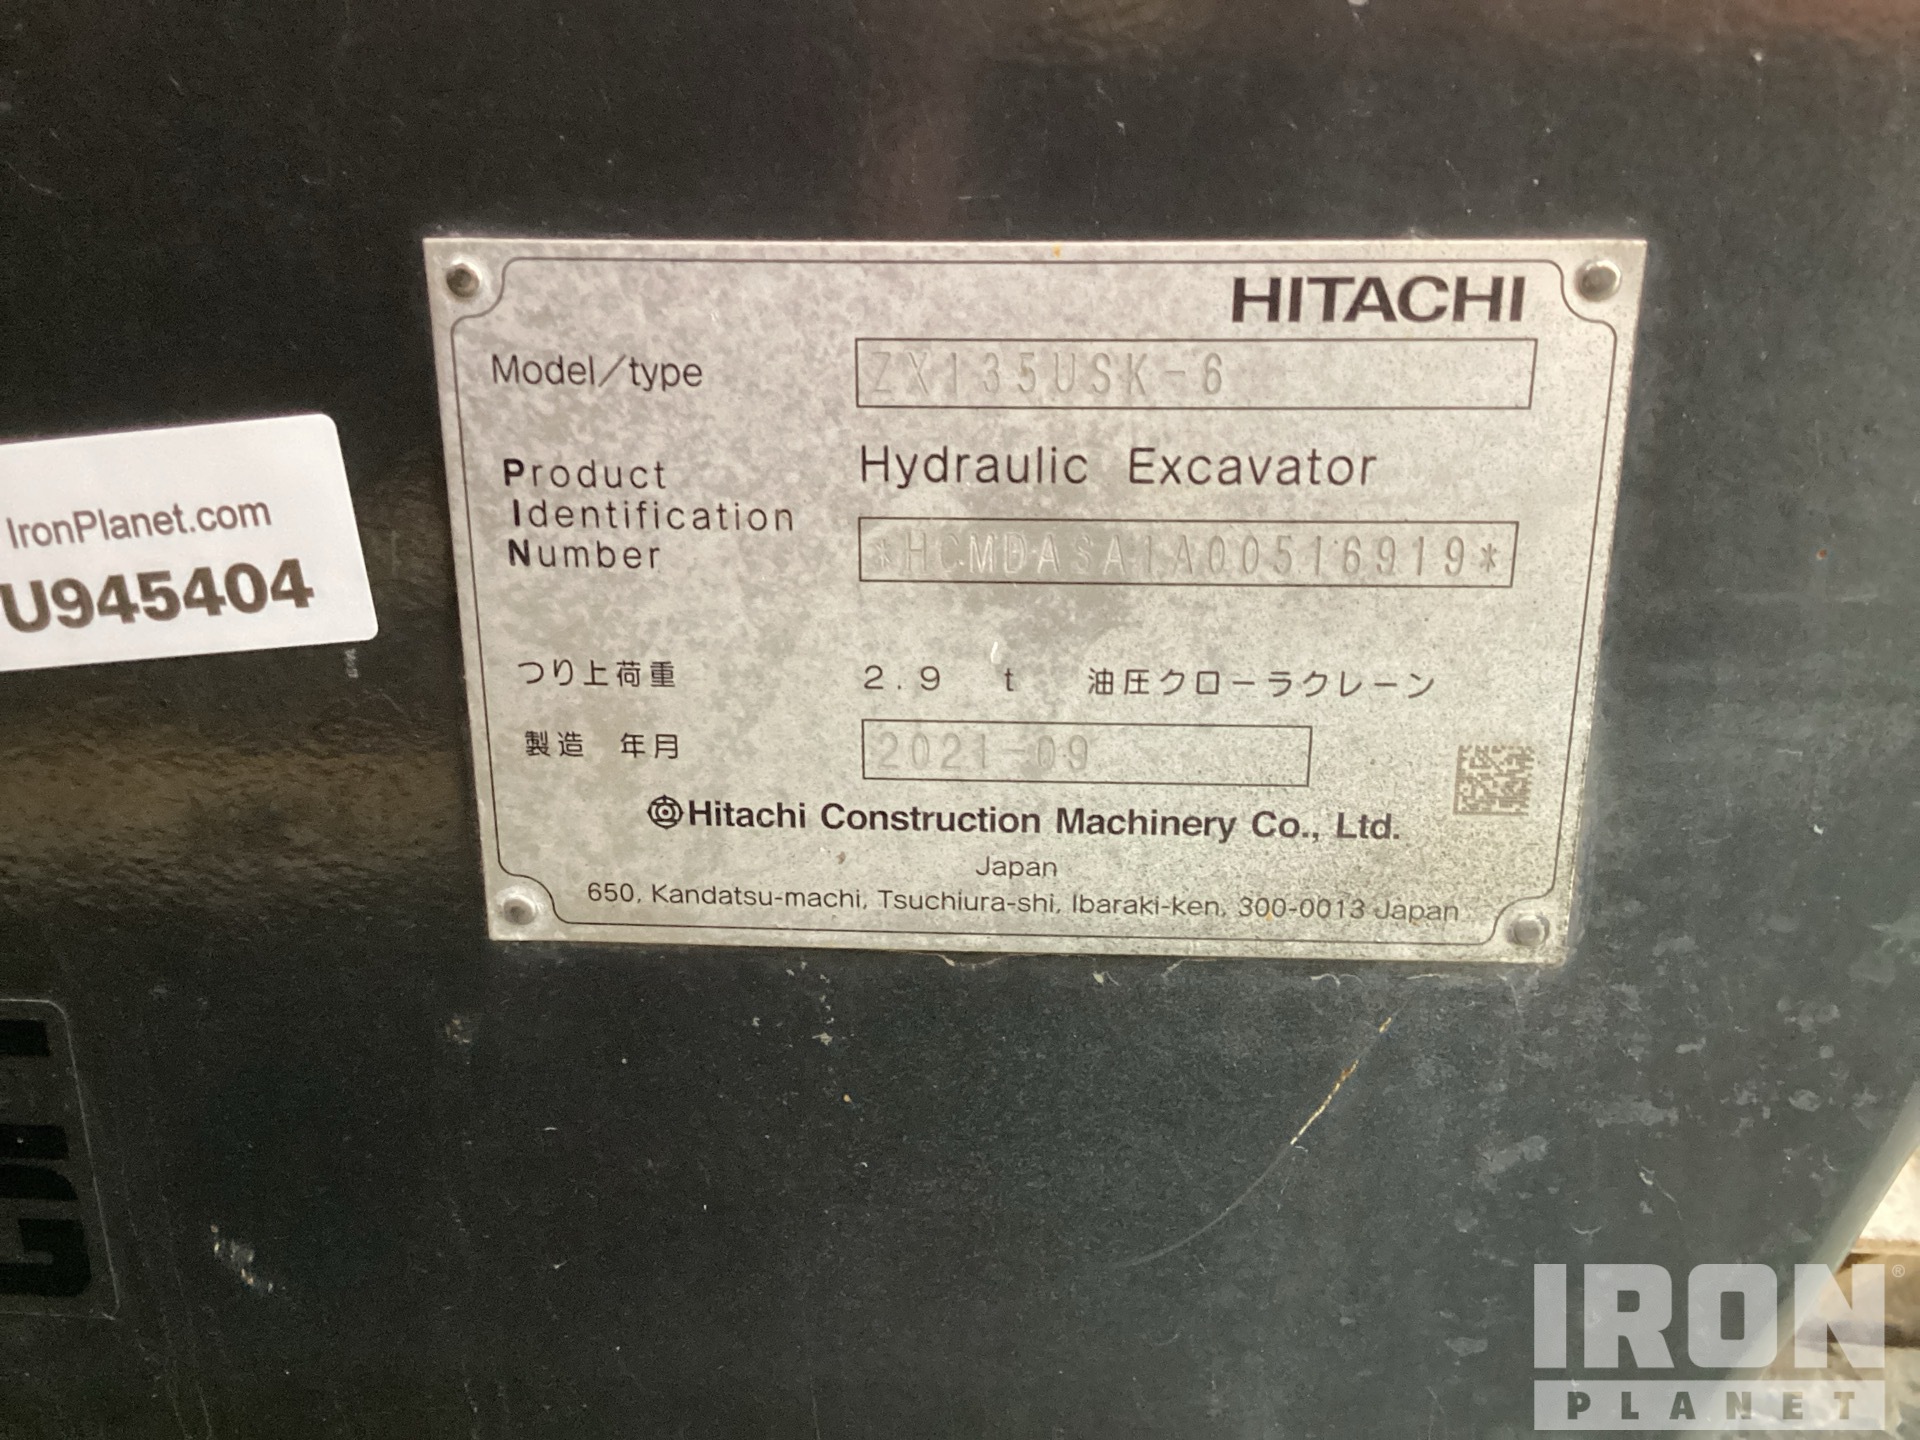 HITACHI
Model/type ZX135USK-6
Hydraulic Excavator
Product
Identification
Number *HCMDASA1A00516919*
つり上荷重 2.9 t 油圧クローラクレーン
製造 年月 2021 09
Hitachi Construction Machinery Co., Ltd.
Japan
650, Kandatsu-machi, Tsuchiura-shi, Ibaraki-ken, 300-0013 Japan
IronPlanet.com
U945404
IRON
PLANET